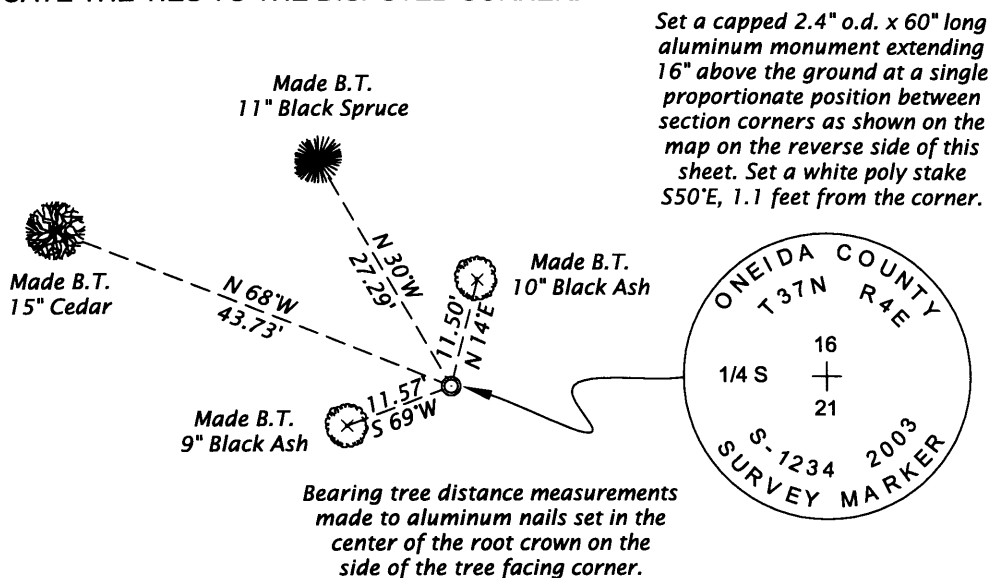 Set a capped 2.4" o.d. x 60" long
aluminum monument extending
16" above the ground at a single
proportionate position between
section corners as shown on the
map on the reverse side of this
sheet. Set a white poly stake
S50°E, 1.1 feet from the corner.
Made B.T.
11" Black Spruce
Made B.T.
15" Cedar
N 68°W
43.73'
N 30°W
27.29'
11.50'
N 14°E
Made B.T.
10" Black Ash
11.57'
S 69°W
Made B.T.
9" Black Ash
ONEIDA COUNTY
T37N R4E
16
1/4 S
21
S-1234 2003
SURVEY MARKER
Bearing tree distance measurements
made to aluminum nails set in the
center of the root crown on the
side of the tree facing corner.